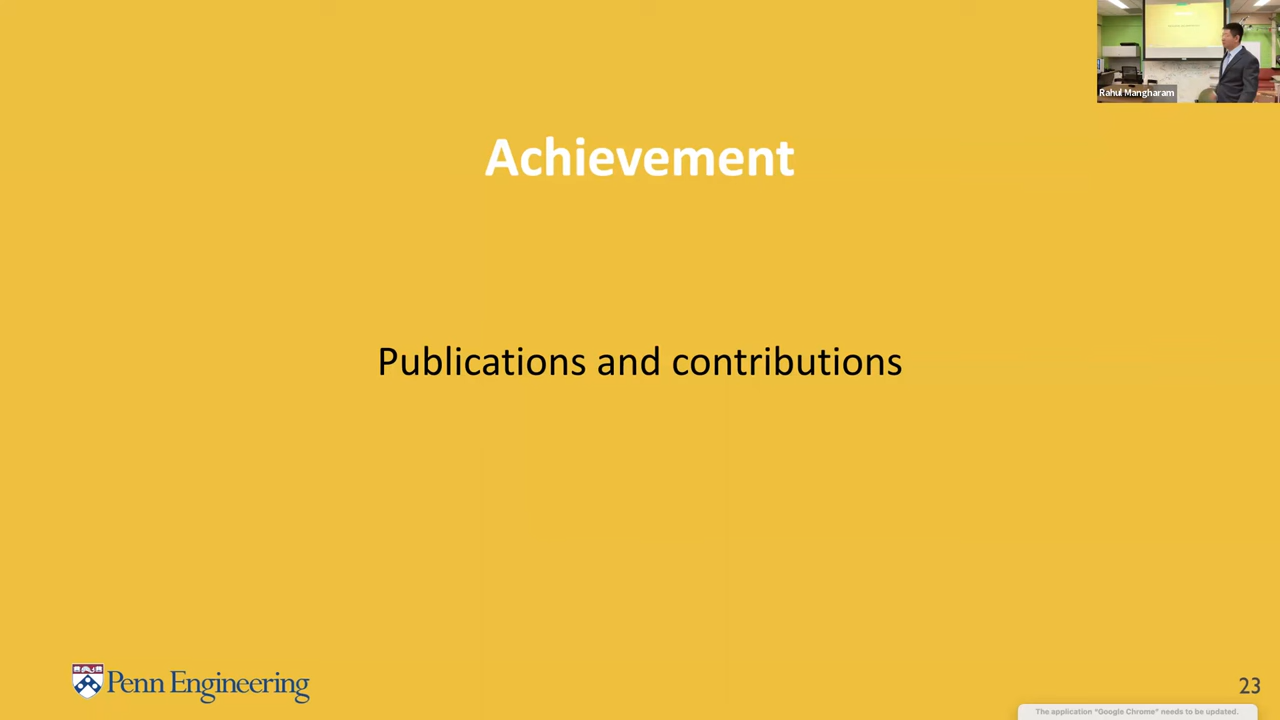 Rahul Mangharam
Achievement
Publications and contributions
Penn Engineering
23
The application "Google Chrome" needs to be updated.